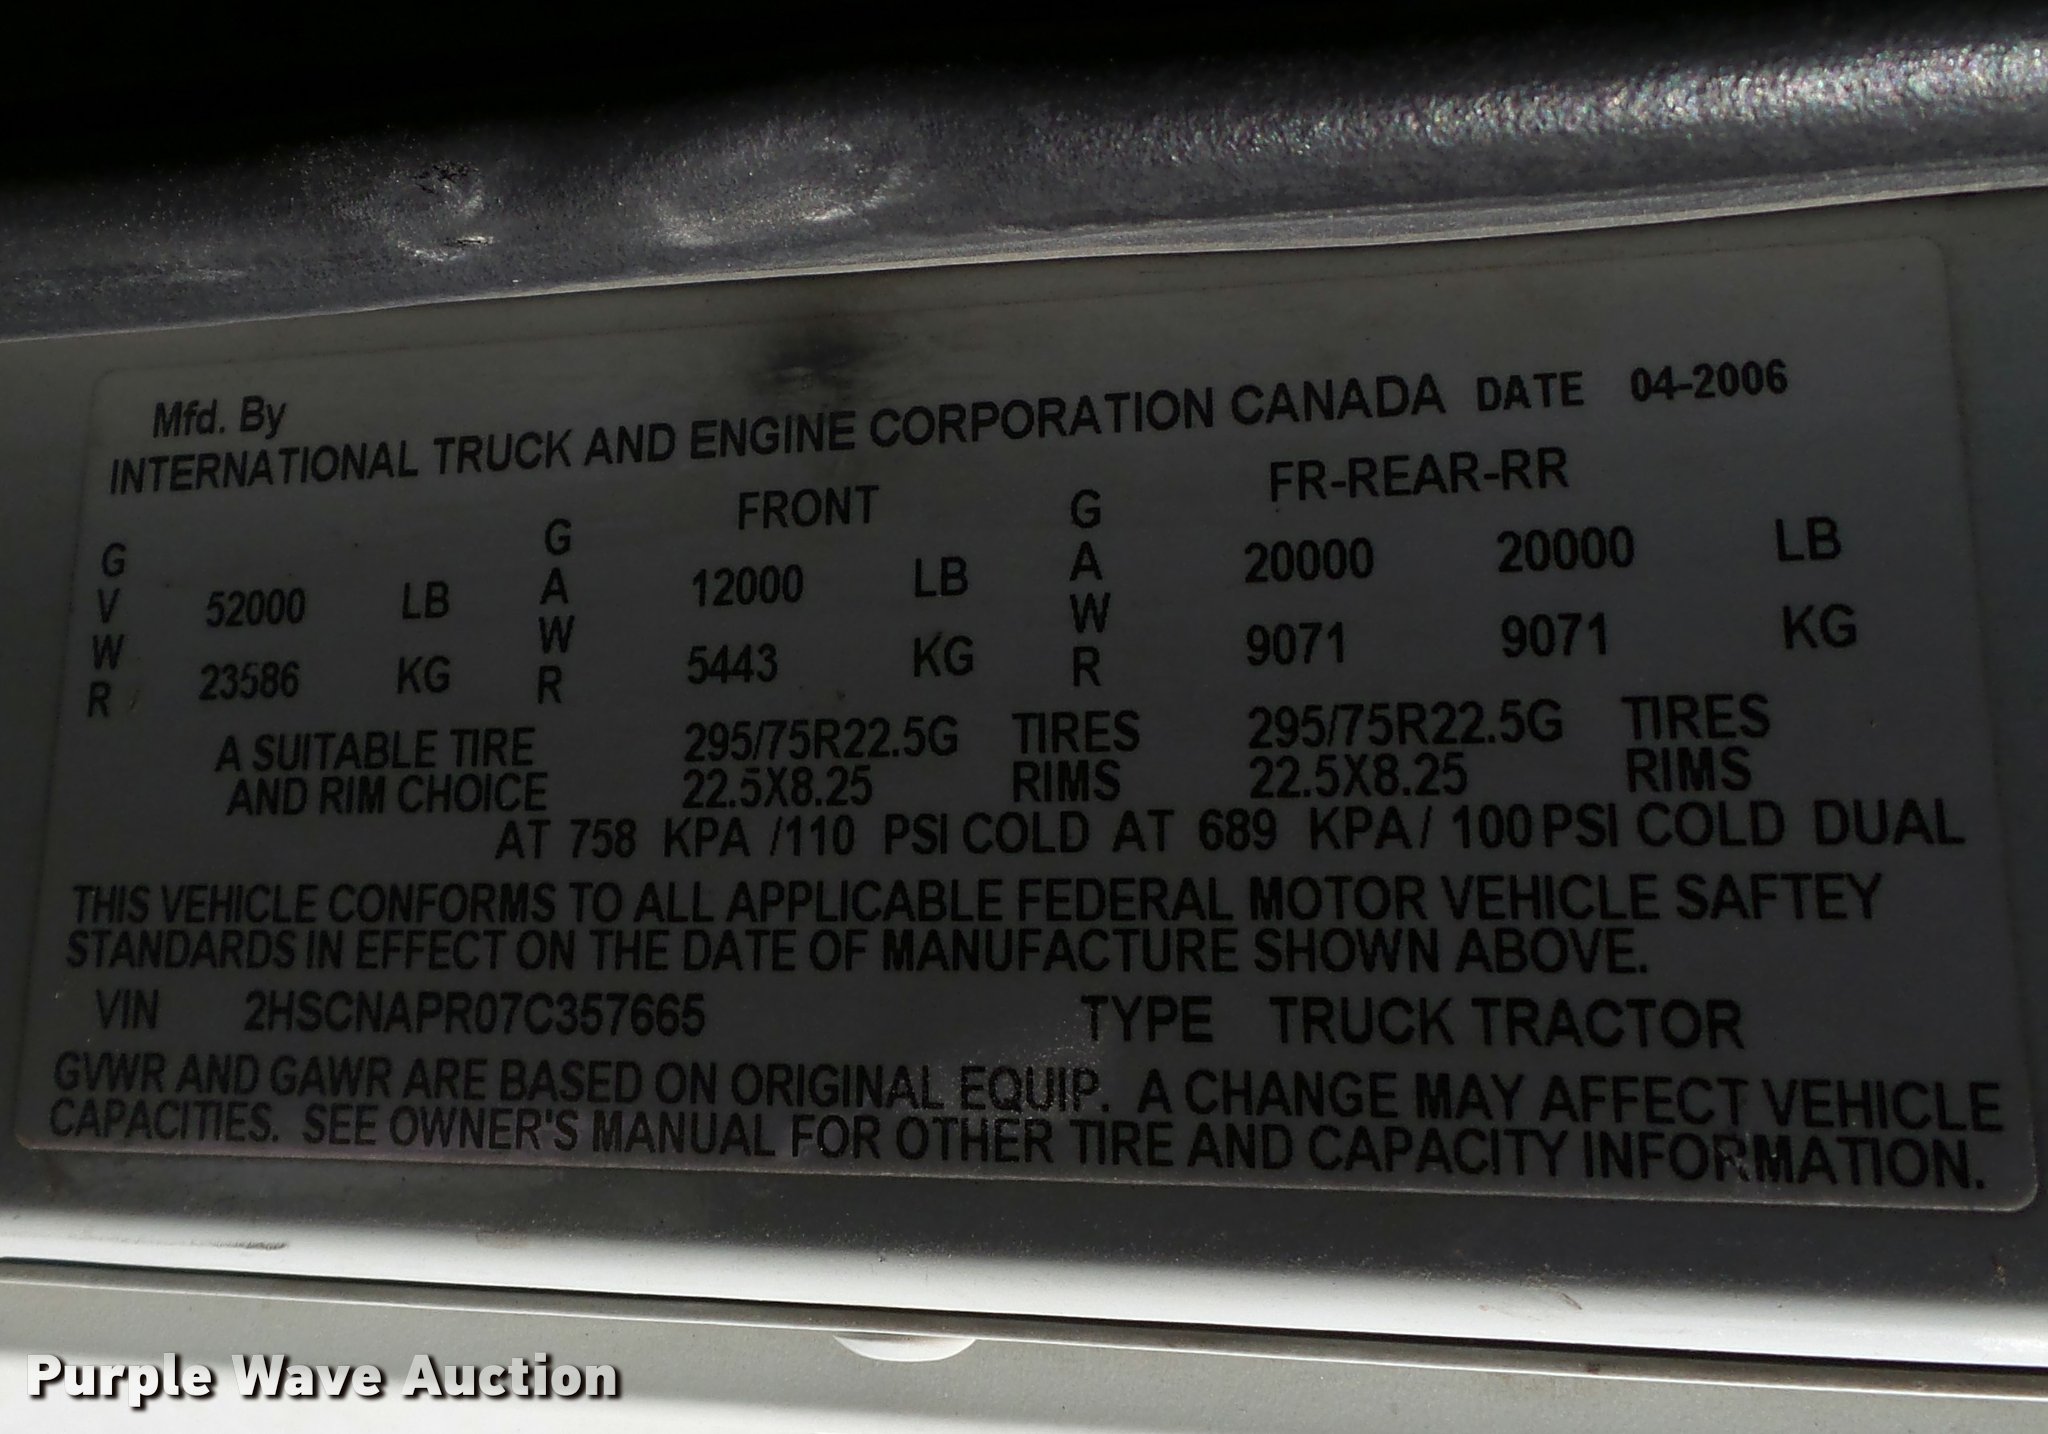 Mfd. By
INTERNATIONAL TRUCK AND ENGINE CORPORATION CANADA DATE 04-2006
FRONT FR-REAR-RR
GVWR 52000 LB GAWR 12000 LB GAWR 20000 20000 LB
23586 KG 5443 KG 9071 9071 KG
A SUITABLE TIRE 295/75R22.5G TIRES 295/75R22.5G TIRES
AND RIM CHOICE 22.5X8.25 RIMS 22.5X8.25 RIMS
AT 758 KPA /110 PSI COLD AT 689 KPA/ 100 PSI COLD DUAL
THIS VEHICLE CONFORMS TO ALL APPLICABLE FEDERAL MOTOR VEHICLE SAFTEY
STANDARDS IN EFFECT ON THE DATE OF MANUFACTURE SHOWN ABOVE.
VIN 2HSCNAPR07C357665 TYPE TRUCK TRACTOR
GVWR AND GAWR ARE BASED ON ORIGINAL EQUIP. A CHANGE MAY AFFECT VEHICLE
CAPACITIES. SEE OWNER'S MANUAL FOR OTHER TIRE AND CAPACITY INFORMATION.
Purple Wave Auction